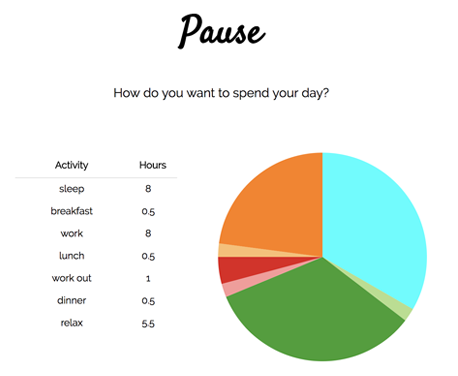 Pause
How do you want to spend your day?
Activity Hours
sleep 8
breakfast 0.5
work 8
lunch 0.5
work out 1
dinner 0.5
relax 5.5